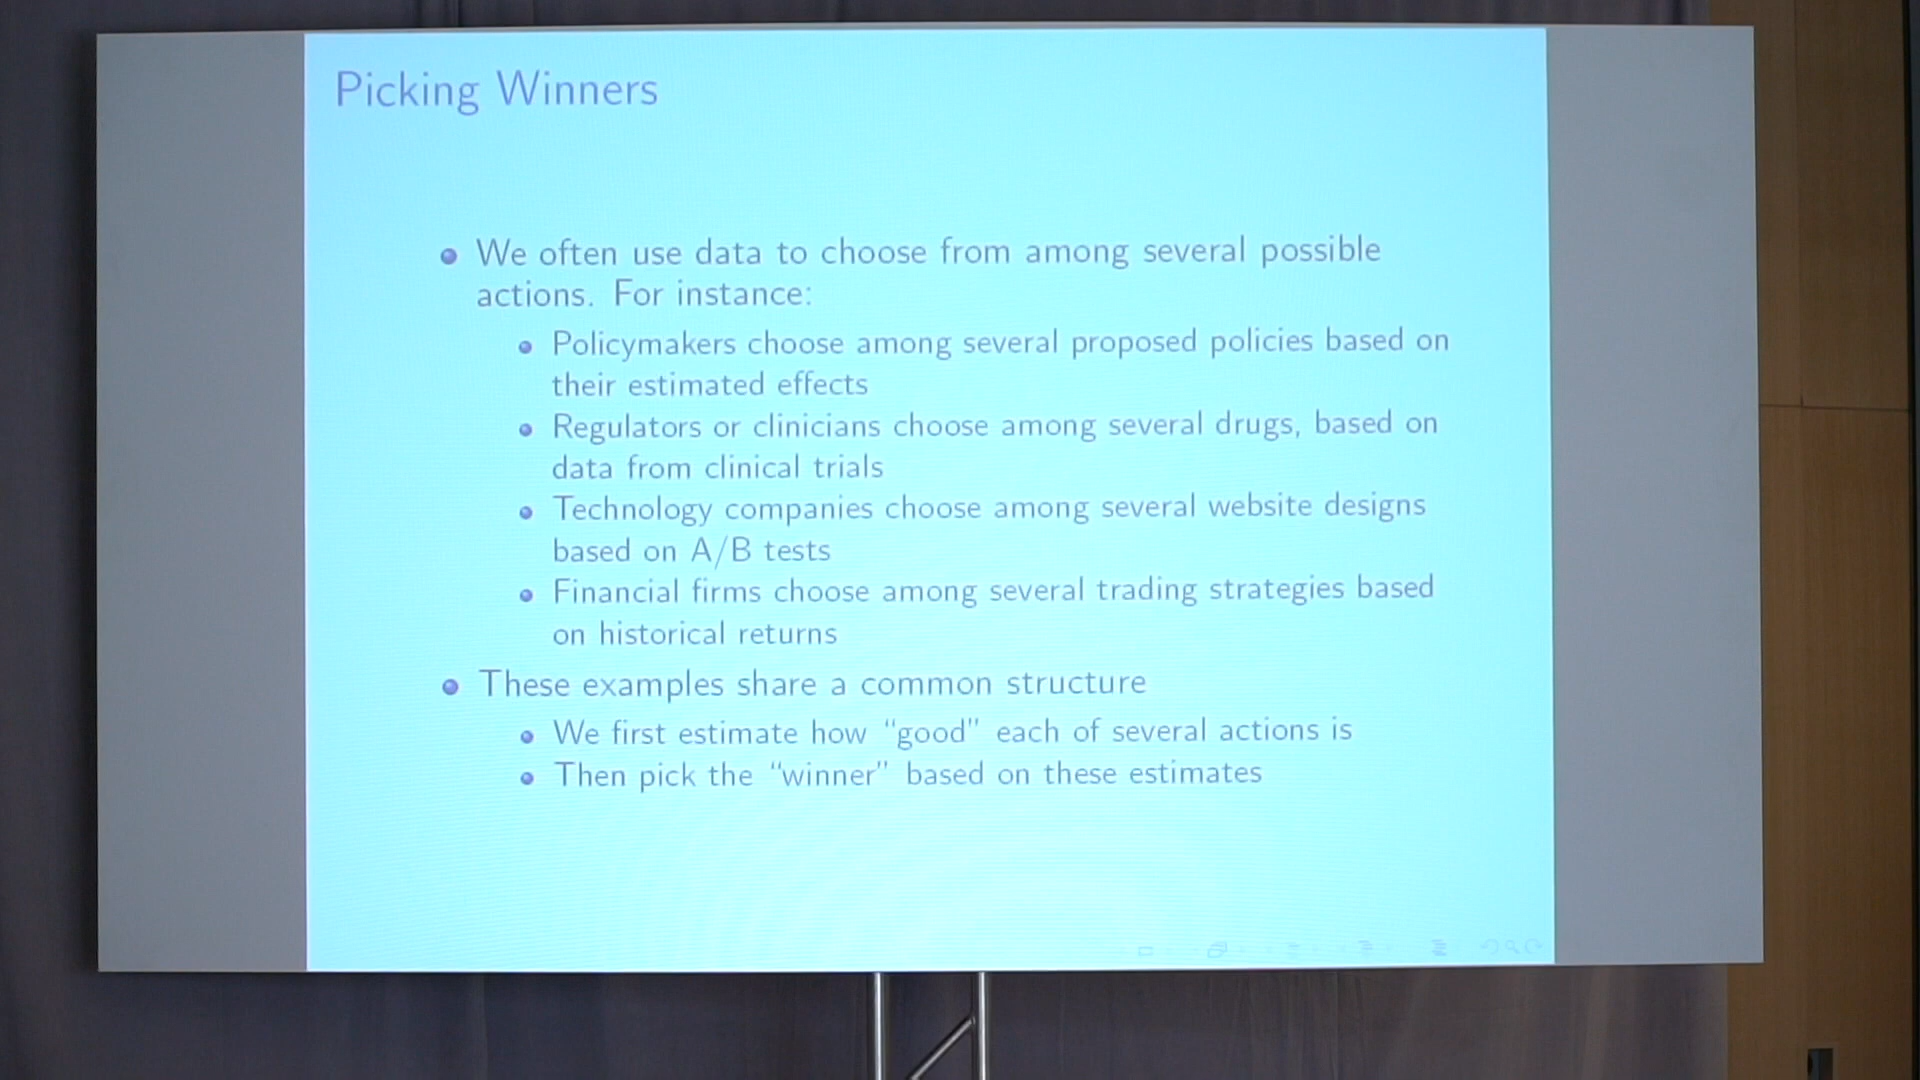 Picking Winners
We often use data to choose from among several possible
actions. For instance:
Policymakers choose among several proposed policies based on
their estimated effects
Regulators or clinicians choose among several drugs, based on
data from clinical trials
Technology companies choose among several website designs
based on A/B tests
Financial firms choose among several trading strategies based
on historical returns
These examples share a common structure
We first estimate how “good” each of several actions is
Then pick the “winner” based on these estimates